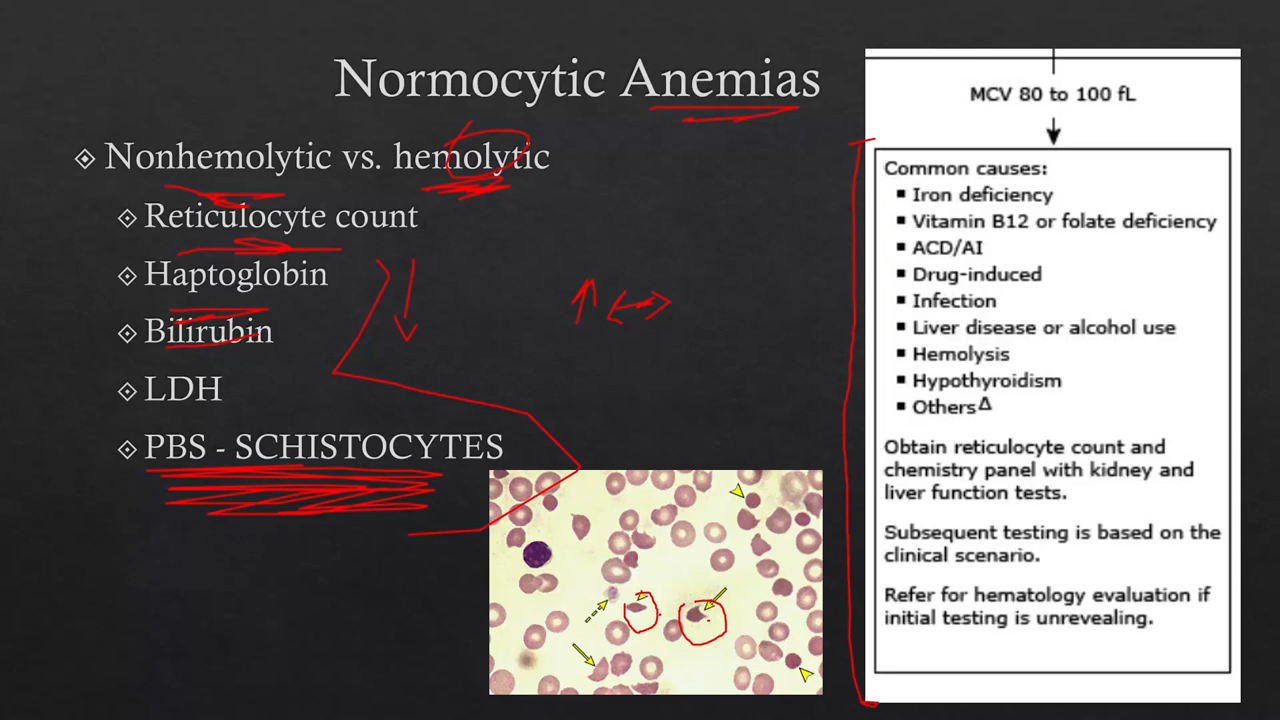 Normocytic Anemias
Nonhemolytic vs. hemolytic
Reticulocyte count
Haptoglobin
Bilirubin
LDH
PBS - SCHISTOCYTES
MCV 80 to 100 fL
Common causes:
Iron deficiency
Vitamin B12 or folate deficiency
ACD/AI
Drug-induced
Infection
Liver disease or alcohol use
Hemolysis
Hypothyroidism
Others Δ
Obtain reticulocyte count and
chemistry panel with kidney and
liver function tests.
Subsequent testing is based on the
clinical scenario.
Refer for hematology evaluation if
initial testing is unrevealing.